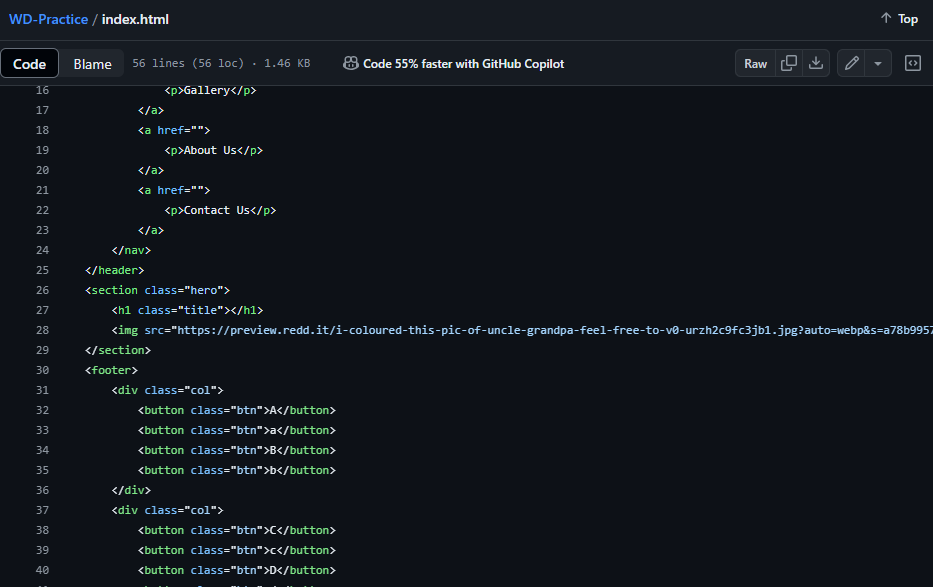 WD-Practice / index.html
Top
Code Blame 56 lines (56 loc) · 1.46 KB Code 55% faster with GitHub Copilot Raw
16 <p>Gallery</p>
17 </a>
18 <a href="">
19 <p>About Us</p>
20 </a>
21 <a href="">
22 <p>Contact Us</p>
23 </a>
24 </nav>
25 </header>
26 <section class="hero">
27 <h1 class="title"></h1>
28 <img src="https://preview.redd.it/i-coloured-this-pic-of-uncle-grandpa-feel-free-to-v0-urzh2c9fc3jb1.jpg?auto=webp&s=a78b9957
29 </section>
30 <footer>
31 <div class="col">
32 <button class="btn">A</button>
33 <button class="btn">a</button>
34 <button class="btn">B</button>
35 <button class="btn">b</button>
36 </div>
37 <div class="col">
38 <button class="btn">C</button>
39 <button class="btn">c</button>
40 <button class="btn">D</button>